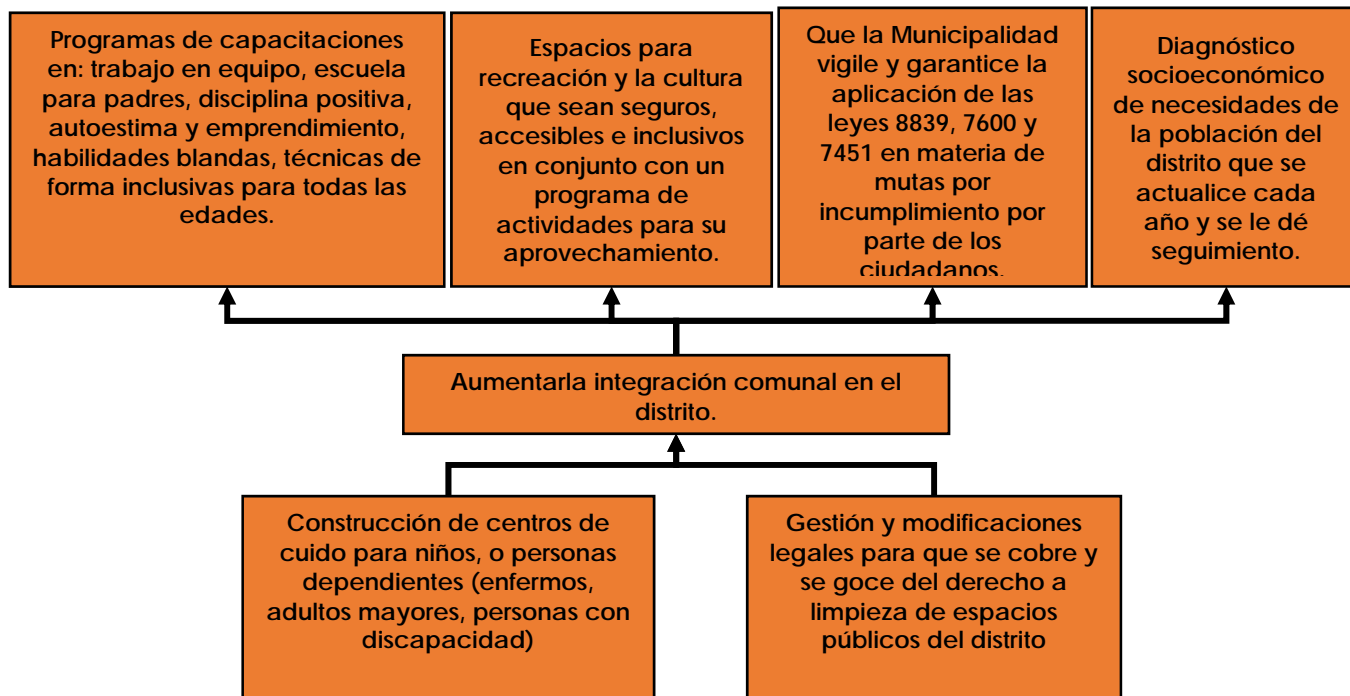 Programas de capacitaciones
en: trabajo en equipo, escuela
para padres, disciplina positiva,
autoestima y emprendimiento,
habilidades blandas, técnicas de
forma inclusivas para todas las
edades.
Espacios para
recreación y la cultura
que sean seguros,
accesibles e inclusivos
en conjunto con un
programa de
actividades para su
aprovechamiento.
Que la Municipalidad
vigile y garantice la
aplicación de las
leyes 8839, 7600 y
7451 en materia de
mutas por
incumplimiento por
parte de los
ciudadanos.
Diagnóstico
socioeconómico
de necesidades de
la población del
distrito que se
actualice cada
año y se le dé
seguimiento.
Aumentarla integración comunal en el
distrito.
Construcción de centros de
cuido para niños, o personas
dependientes (enfermos,
adultos mayores, personas con
discapacidad)
Gestión y modificaciones
legales para que se cobre y
se goce del derecho a
limpieza de espacios
públicos del distrito